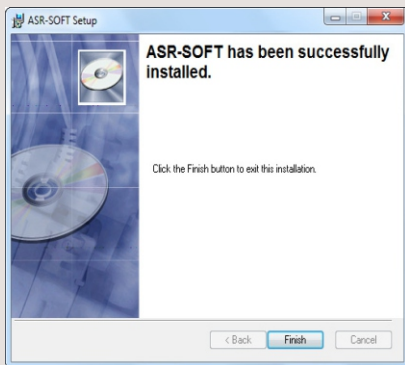 ASR-SOFT Setup
ASR-SOFT has been successfully
installed.
Click the Finish button to exit this installation.
< Back
Finish
Cancel